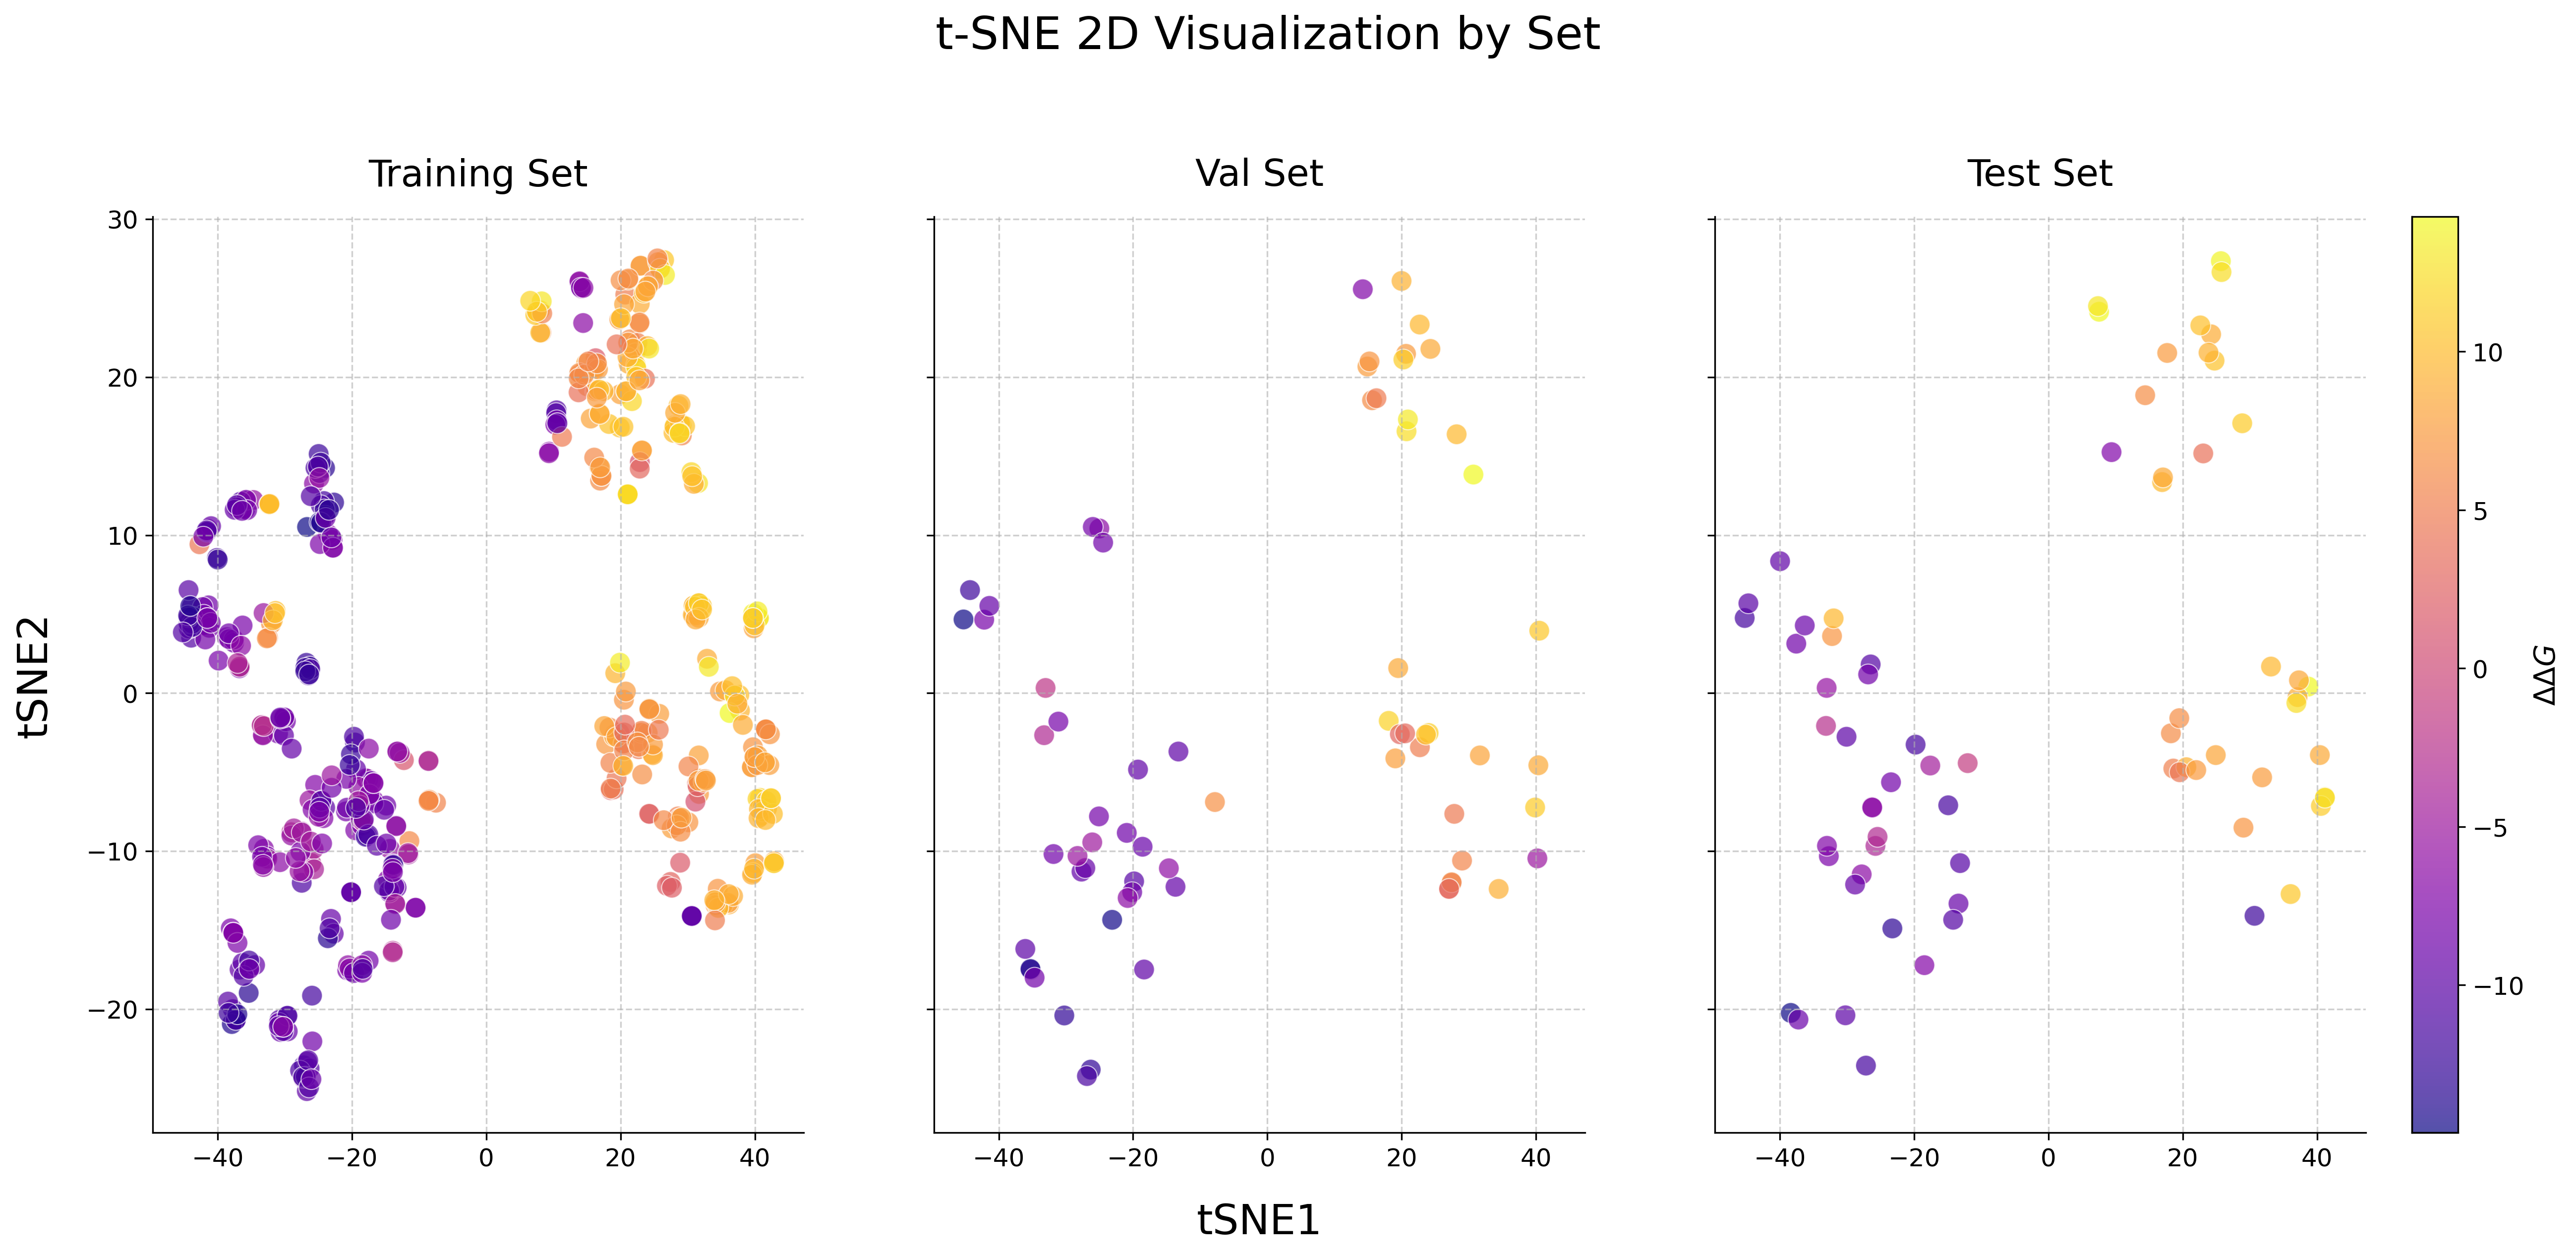 t-SNE 2D Visualization by Set
Training Set
Val Set
Test Set
30
20
10
0
−10
−20
tSNE2
−40 −20 0 20 40
−40 −20 0 20 40
−40 −20 0 20 40
tSNE1
10
5
0
−5
−10
ΔΔG